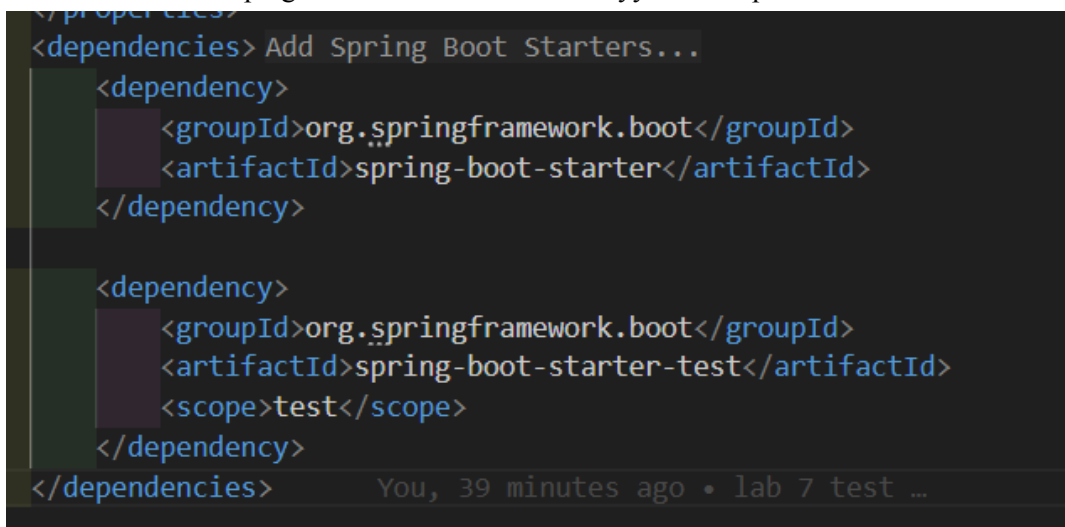 </properties>
<dependencies> Add Spring Boot Starters...
<dependency>
<groupId>org.springframework.boot</groupId>
<artifactId>spring-boot-starter</artifactId>
</dependency>
<dependency>
<groupId>org.springframework.boot</groupId>
<artifactId>spring-boot-starter-test</artifactId>
<scope>test</scope>
</dependency>
</dependencies> You, 39 minutes ago • lab 7 test …